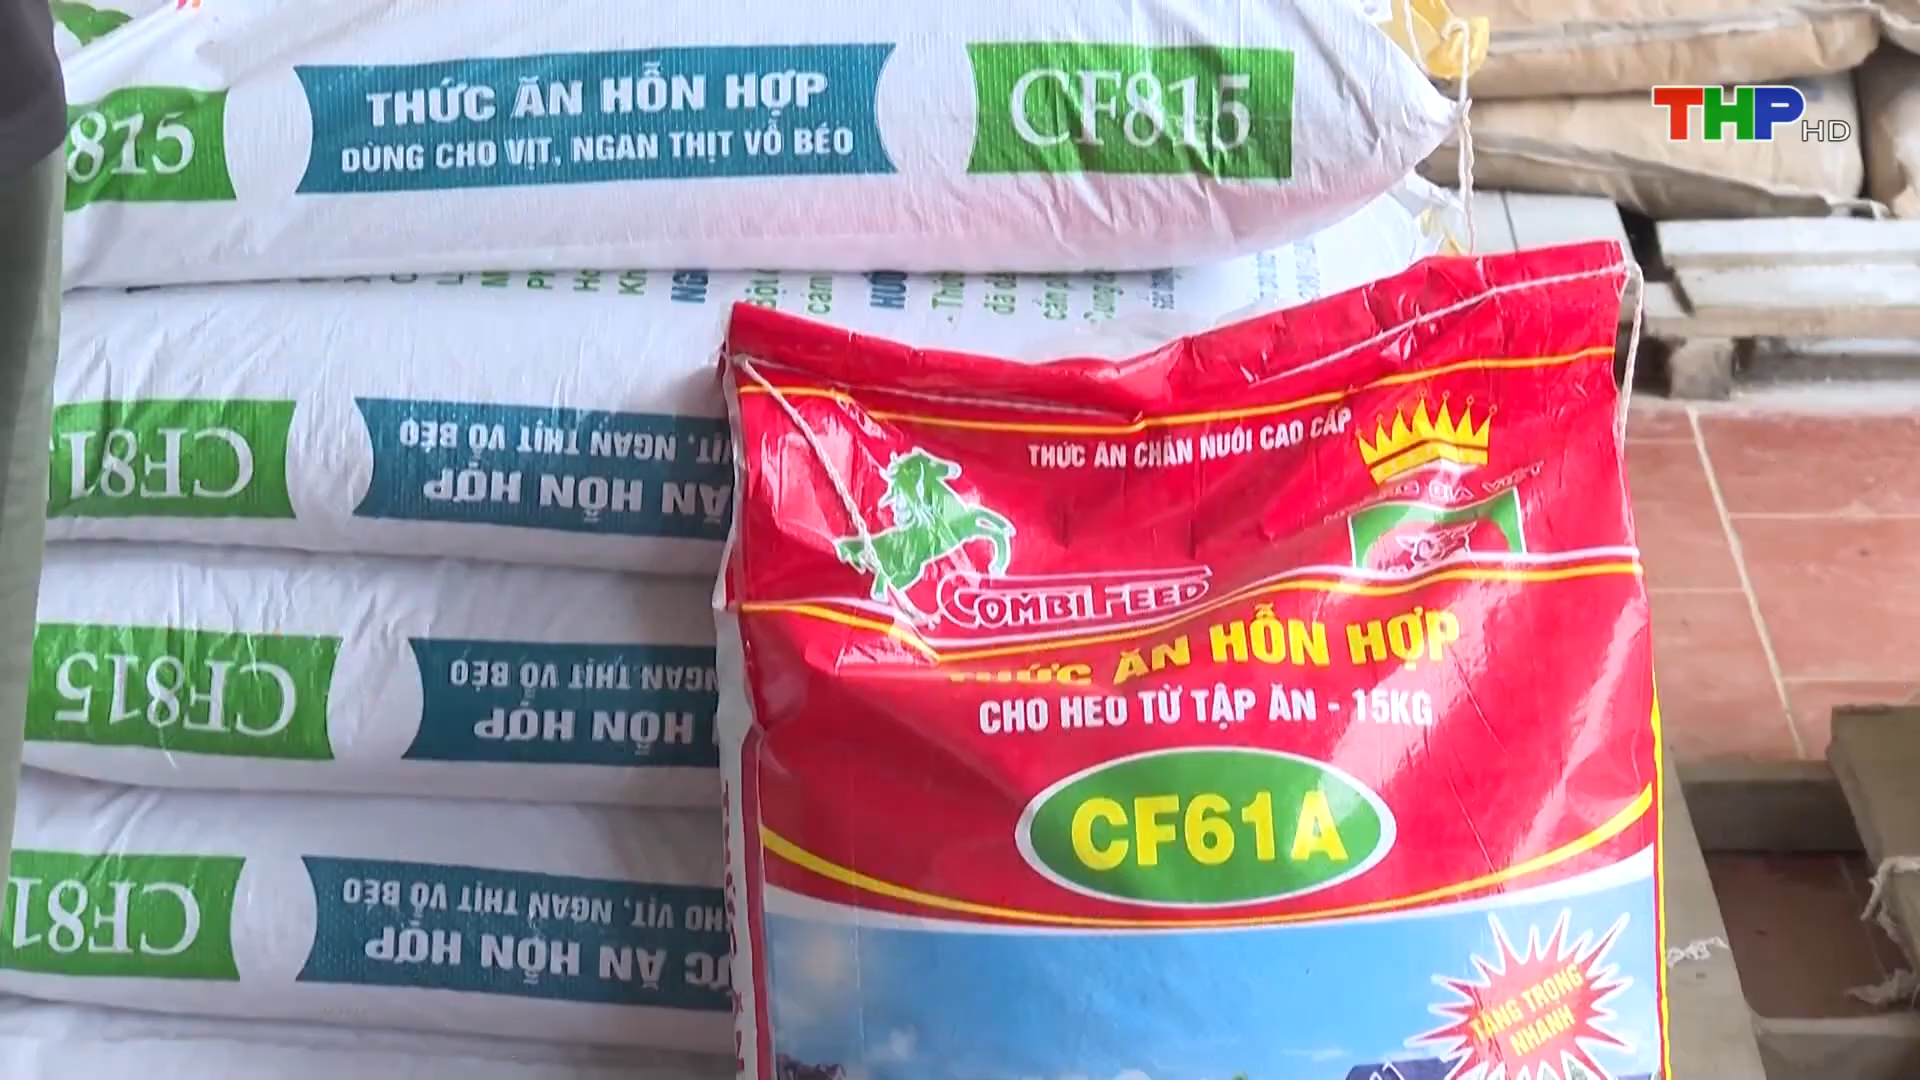 THP HD
815
THỨC ĂN HỖN HỢP
DÙNG CHO VỊT, NGAN THỊT VỖ BÉO
CF815
CF81
VỊT, NGAN THỊT VỖ BÉO
ĂN HỖN HỢP
CF815
NGAN THỊT VỖ BÉO
HỖN HỢP
CF81
CHO VỊT, NGAN THỊT VỖ BÉO
ỨC ĂN HỖN HỢP
THỨC ĂN CHĂN NUÔI CAO CẤP
COMBI FEED
THỨC ĂN HỖN HỢP
CHO HEO TỪ TẬP ĂN - 15KG
CF61A
TĂNG TRỌNG
NHANH